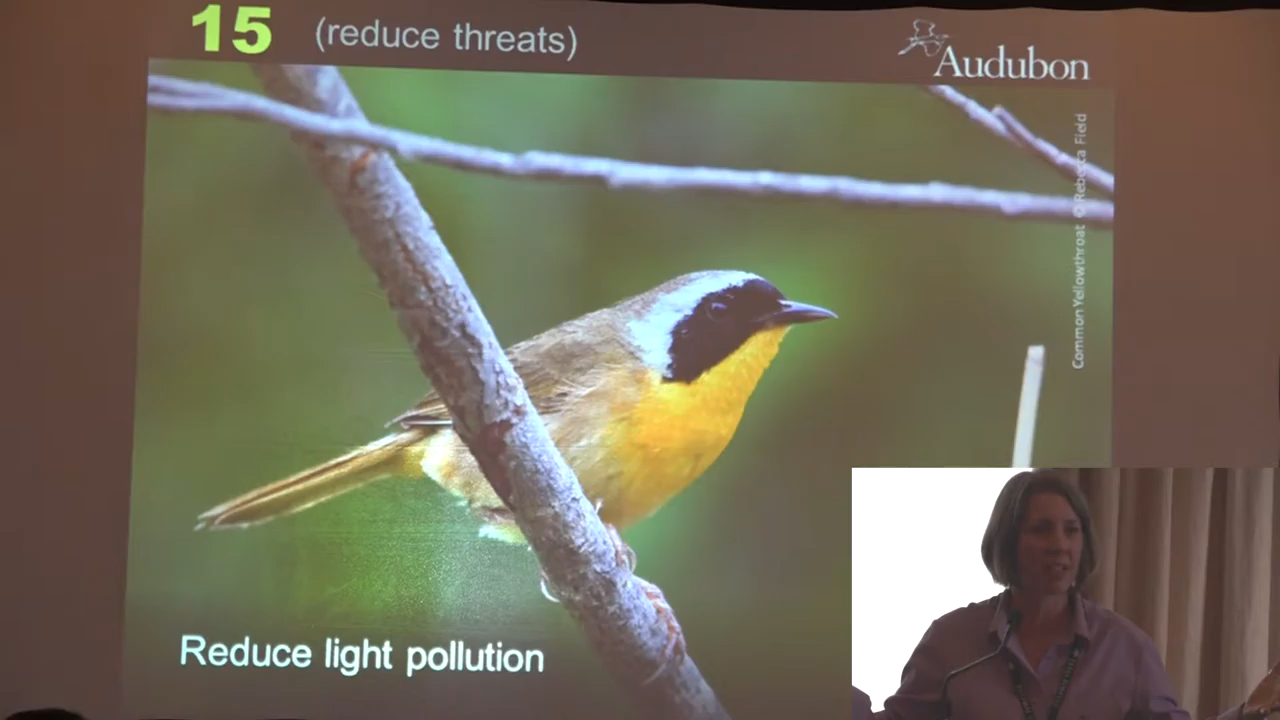 15 (reduce threats)
Audubon
Common Yellowthroat © Rebecca Field
Reduce light pollution